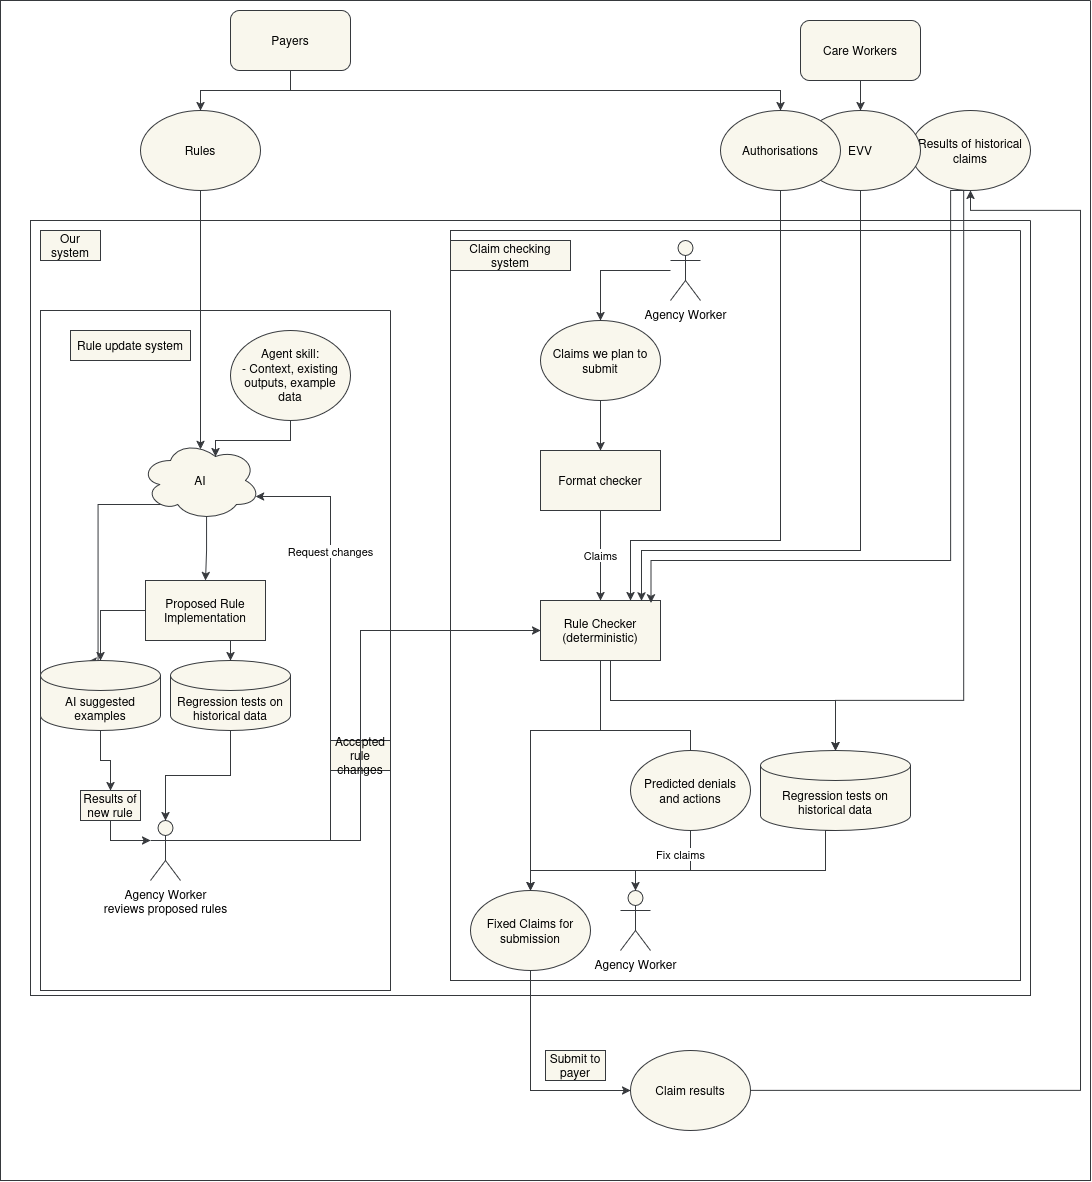 Payers
Care Workers
Rules
Authorisations
EVV
Results of historical
claims
Our
system
Claim checking
system
Agency Worker
Rule update system
Agent skill:
- Context, existing
outputs, example
data
Claims we plan to
submit
AI
Format checker
Request changes
Claims
Proposed Rule
Implementation
Rule Checker
(deterministic)
AI suggested
examples
Regression tests on
historical data
Accepted
rule
changes
Results of
new rule
Predicted denials
and actions
Regression tests on
historical data
Fix claims
Agency Worker
reviews proposed rules
Fixed Claims for
submission
Agency Worker
Submit to
payer
Claim results